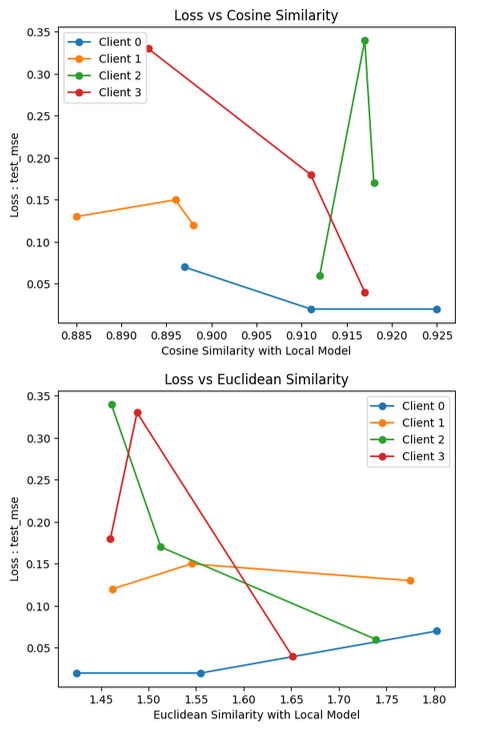 Loss vs Cosine Similarity
Loss : test_mse
0.35
0.30
0.25
0.20
0.15
0.10
0.05
Client 0
Client 1
Client 2
Client 3
0.885 0.890 0.895 0.900 0.905 0.910 0.915 0.920 0.925
Cosine Similarity with Local Model
Loss vs Euclidean Similarity
Loss : test_mse
0.35
0.30
0.25
0.20
0.15
0.10
0.05
Client 0
Client 1
Client 2
Client 3
1.45 1.50 1.55 1.60 1.65 1.70 1.75 1.80
Euclidean Similarity with Local Model